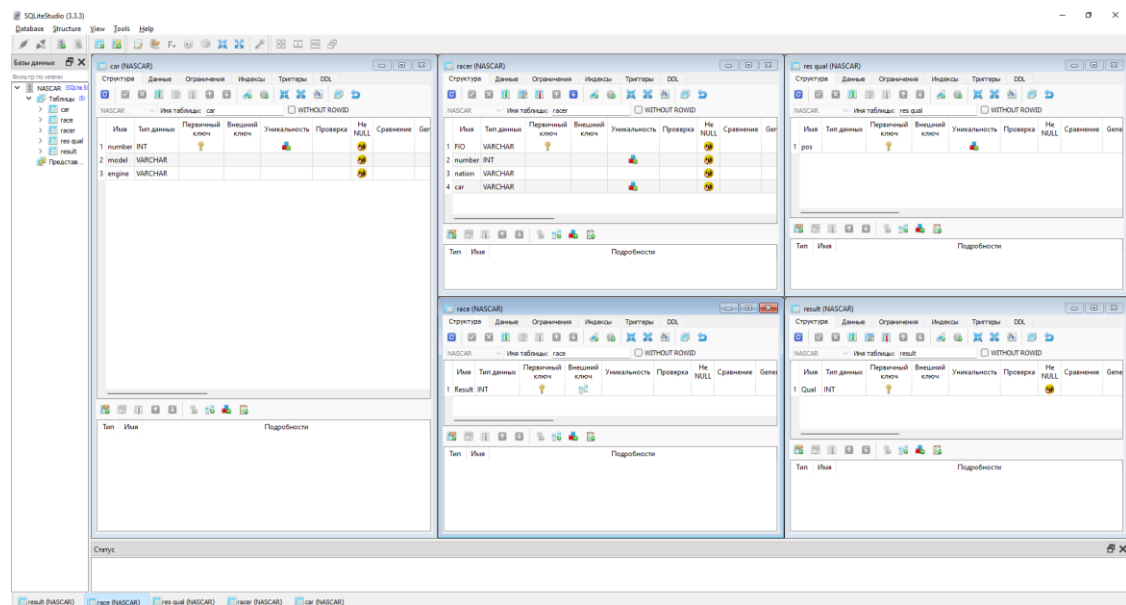 SQLiteStudio (3.3.3)
Database Structure View Tools Help
Базы данных
Фильтр по имени
NASCAR (SQLite 3)
Таблицы (5)
car
race
racer
res qual
result
Представ...
car (NASCAR)
Структура Данные Ограничения Индексы Триггеры DDL
NASCAR Имя таблицы: car WITHOUT ROWID
Имя Тип данных Первичный ключ Внешний ключ Уникальность Проверка Не NULL Сравнение Ger
1 number INT
2 model VARCHAR
3 engine VARCHAR
Тип Имя Подробности
racer (NASCAR)
Структура Данные Ограничения Индексы Триггеры DDL
NASCAR Имя таблицы: racer WITHOUT ROWID
Имя Тип данных Первичный ключ Внешний ключ Уникальность Проверка Не NULL Сравнение Ger
1 FIO VARCHAR
2 number INT
3 nation VARCHAR
4 car VARCHAR
Тип Имя Подробности
res qual (NASCAR)
Структура Данные Ограничения Индексы Триггеры DDL
NASCAR Имя таблицы: res qual WITHOUT ROWID
Имя Тип данных Первичный ключ Внешний ключ Уникальность Проверка Не NULL Сравнение Gene
1 pos
Тип Имя Подробности
race (NASCAR)
Структура Данные Ограничения Индексы Триггеры DDL
NASCAR Имя таблицы: race WITHOUT ROWID
Имя Тип данных Первичный ключ Внешний ключ Уникальность Проверка Не NULL Сравнение Gene
1 Result INT
Тип Имя Подробности
result (NASCAR)
Структура Данные Ограничения Индексы Триггеры DDL
NASCAR Имя таблицы: result WITHOUT ROWID
Имя Тип данных Первичный ключ Внешний ключ Уникальность Проверка Не NULL Сравнение Gene
1 Qual INT
Тип Имя Подробности
Статус
result (NASCAR) race (NASCAR) res qual (NASCAR) racer (NASCAR) car (NASCAR)